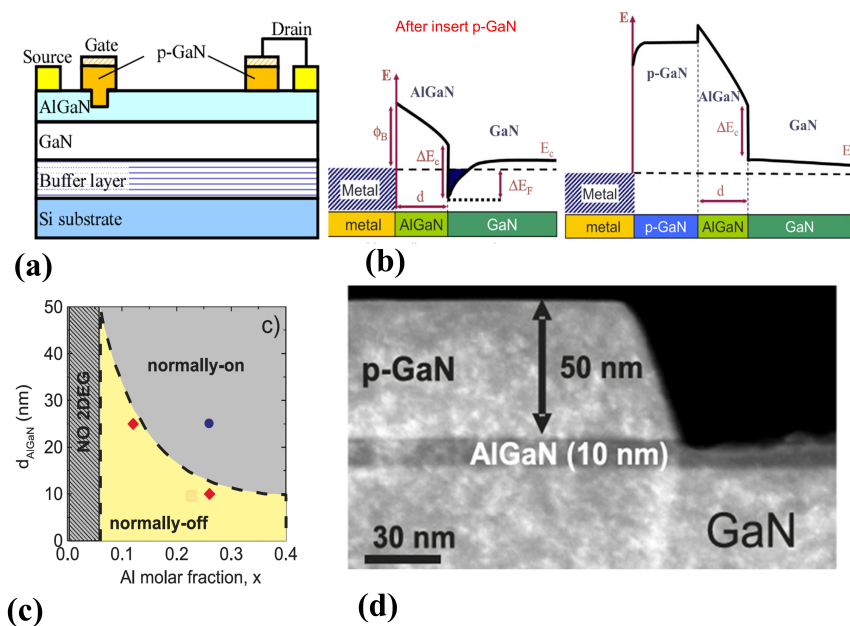 Source
Gate
p-GaN
Drain
AlGaN
GaN
Buffer layer
Si substrate
(a)
After insert p-GaN
E
AlGaN
ϕB
ΔEc
GaN
Ec
Metal
d
ΔEF
metal
AlGaN
GaN
E
p-GaN
AlGaN
ΔEc
GaN
E
Metal
d
metal
p-GaN
AlGaN
GaN
(b)
c)
50
40
30
20
10
0
dAlGaN (nm)
NO 2DEG
normally-on
normally-off
0.0
0.1
0.2
0.3
0.4
Al molar fraction, x
(c)
p-GaN
50 nm
AlGaN (10 nm)
30 nm
GaN
(d)